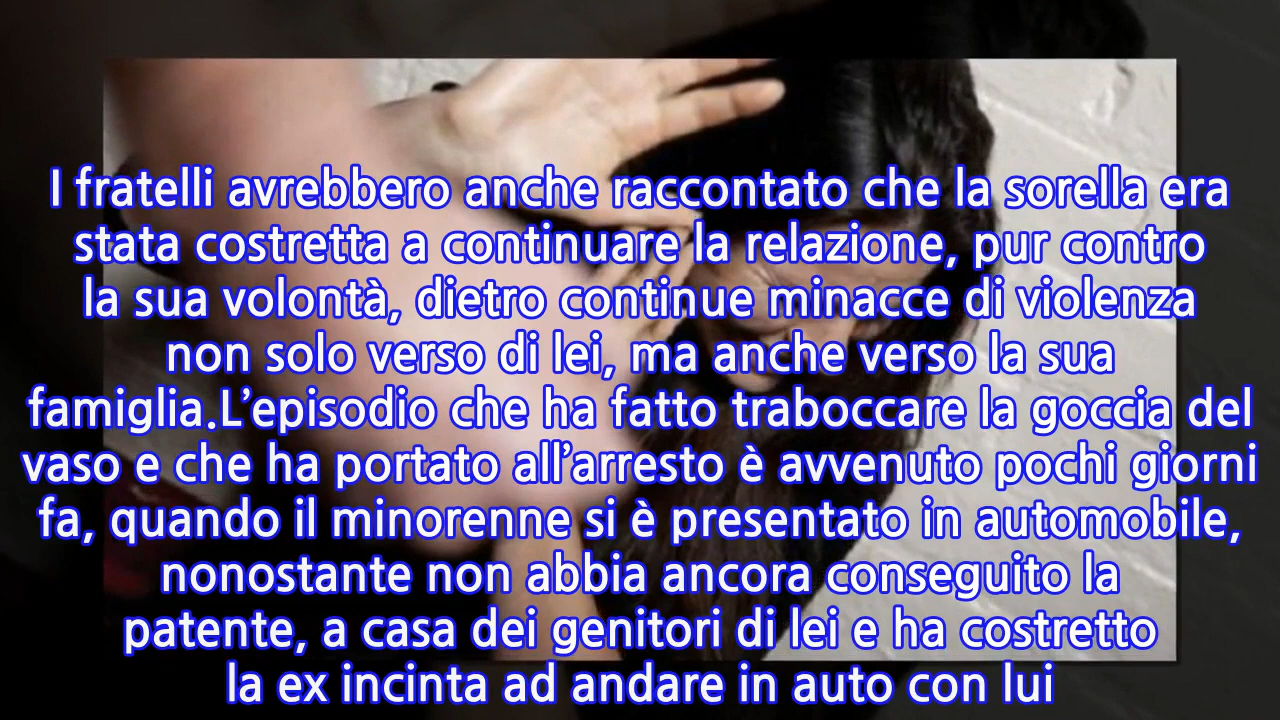 I fratelli avrebbero anche raccontato che la sorella era
stata costretta a continuare la relazione, pur contro
la sua volontà, dietro continue minacce di violenza
non solo verso di lei, ma anche verso la sua
famiglia.L’episodio che ha fatto traboccare la goccia del
vaso e che ha portato all’arresto è avvenuto pochi giorni
fa, quando il minorenne si è presentato in automobile,
nonostante non abbia ancora conseguito la
patente, a casa dei genitori di lei e ha costretto
la ex incinta ad andare in auto con lui